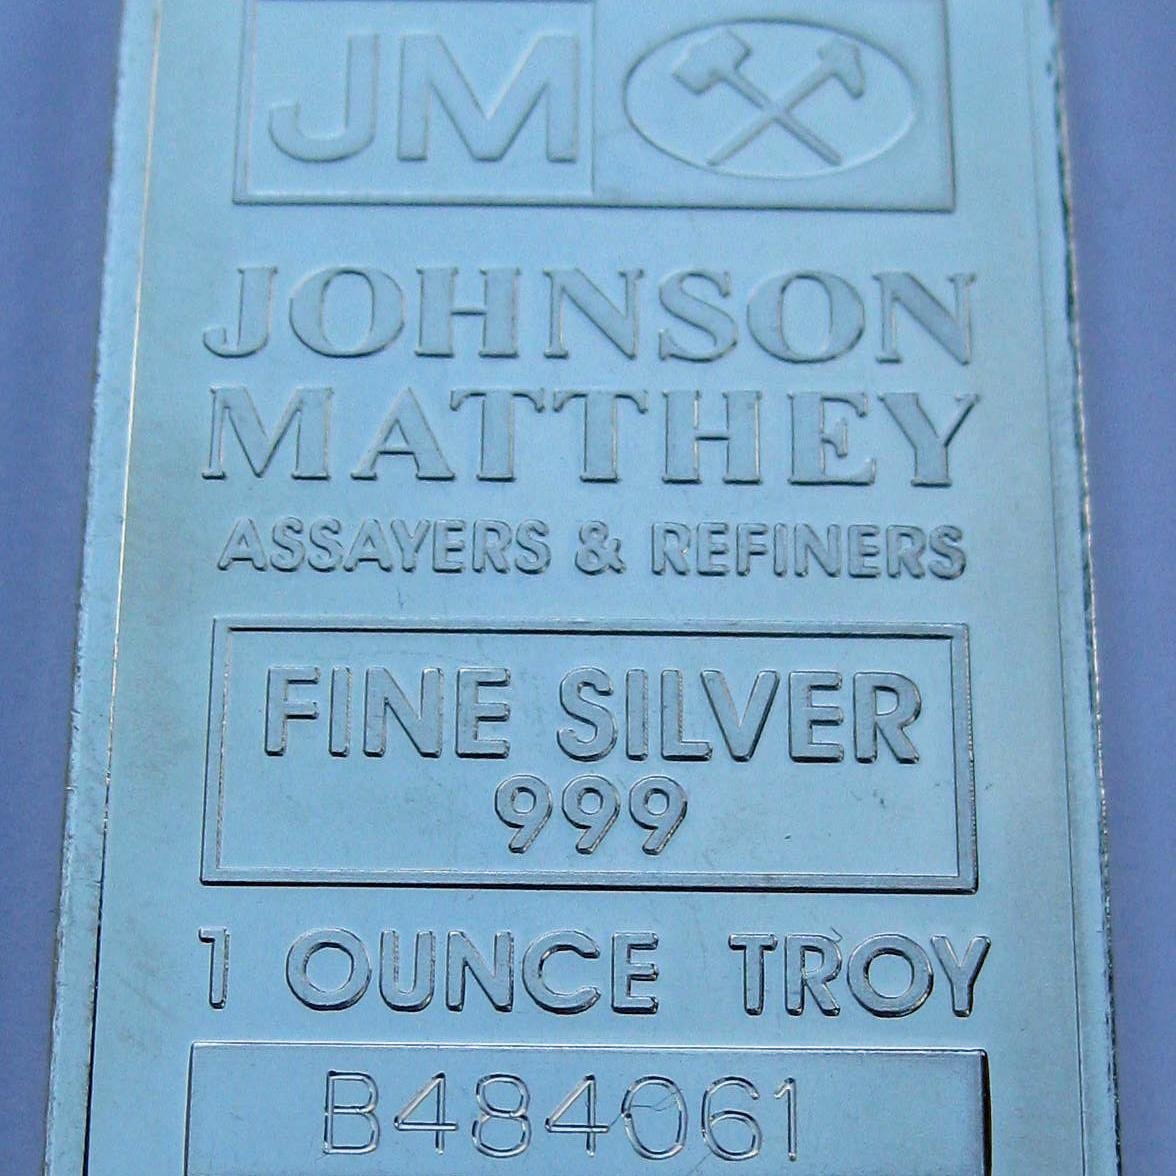 JM
JOHNSON
MATTHEY
ASSAYERS & REFINERS
FINE SILVER
999
1 OUNCE TROY
B484061